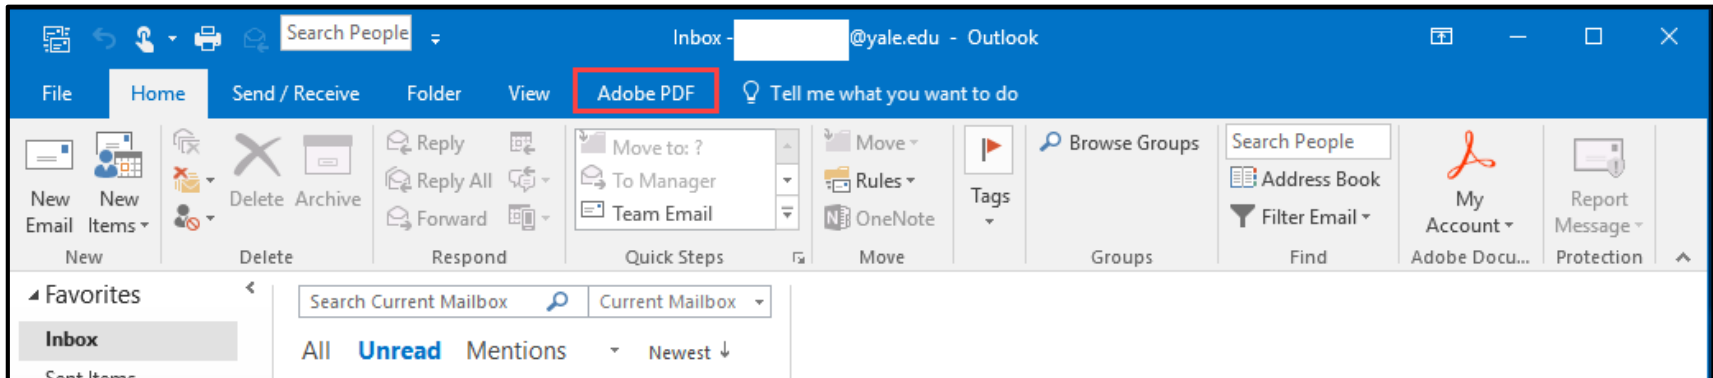 Search People
Inbox - @yale.edu - Outlook
File Home Send / Receive Folder View Adobe PDF Tell me what you want to do
New Email
New Items
New
Delete Archive
Delete
Reply
Reply All
Forward
Respond
Move to: ?
To Manager
Team Email
Quick Steps
Move
Rules
OneNote
Move
Tags
Browse Groups
Groups
Search People
Address Book
Filter Email
Find
My
Account
Adobe Docu...
Report
Message
Protection
Favorites
Inbox
Sent Items
Search Current Mailbox Current Mailbox
All Unread Mentions Newest ↓